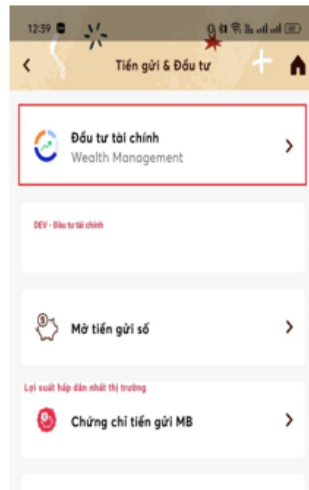 12:39
Tiền gửi & Đầu tư
Đầu tư tài chính
Wealth Management
DEV - Đầu tư tài chính
Mở tiền gửi số
Lợi suất hấp dẫn nhất thị trường
Chứng chỉ tiền gửi MB